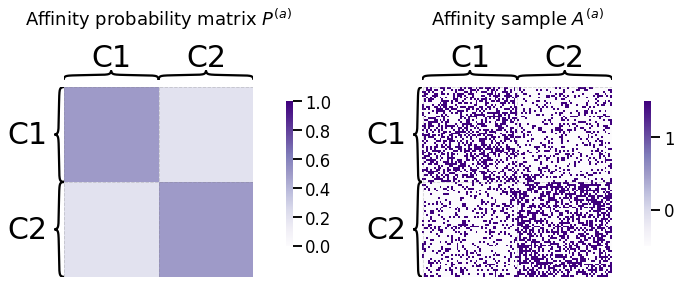 Affinity probability matrix P^(a)
C1 C2
C1
C2
1.0
0.8
0.6
0.4
0.2
0.0
Affinity sample A^(a)
C1 C2
C1
C2
1
0